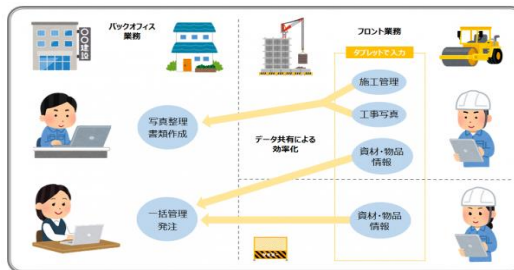 バックオフィス
業務
〇〇建設
フロント業務
タブレットで入力
施工管理
工事写真
写真整理
書類作成
データ共有による
効率化
資材・物品
情報
一括管理
発注
資材・物品
情報